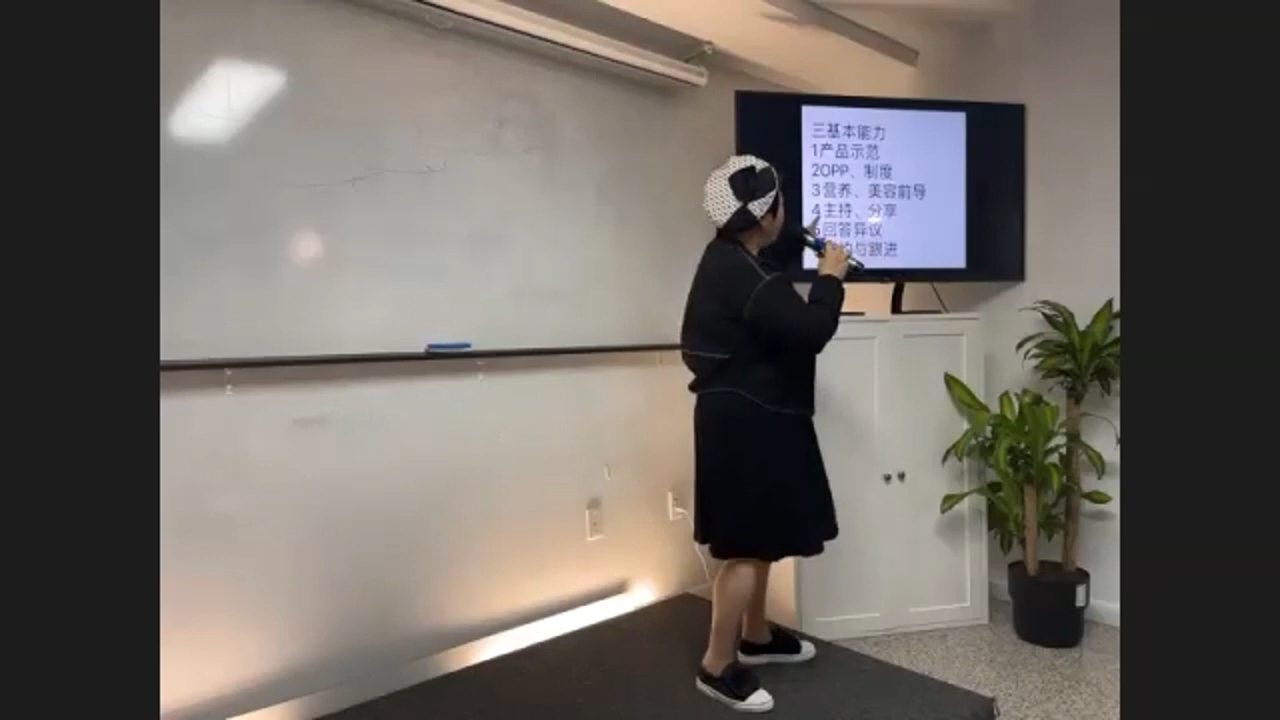 三基本能力
1产品示范
2OPP、制度
3营养、美容前导
4主持、分享
回答异议
约与跟进